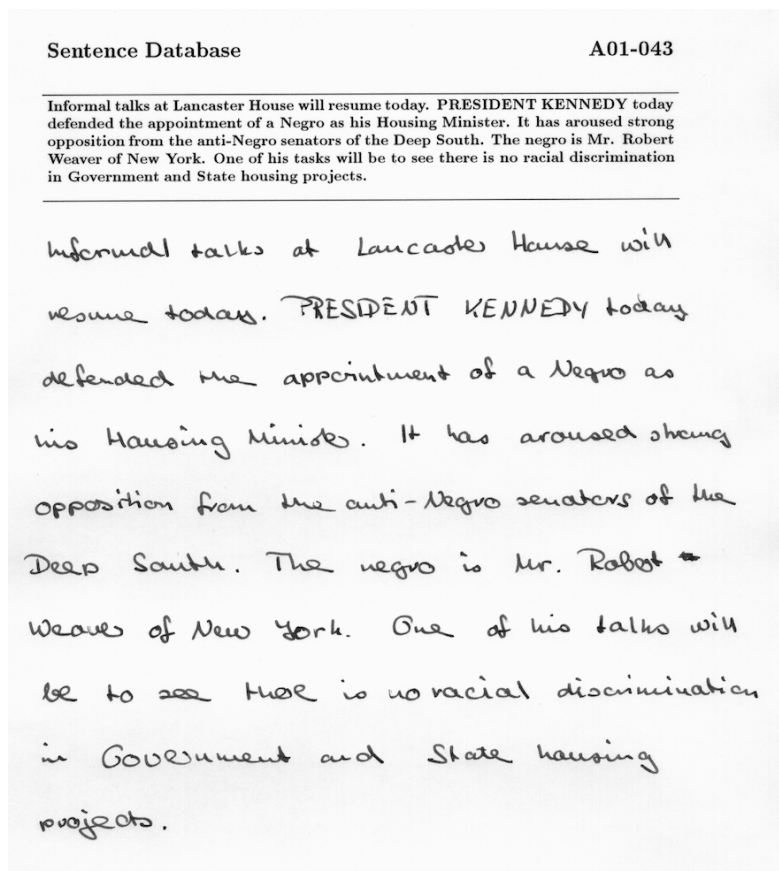 Sentence Database A01-043
Informal talks at Lancaster House will resume today. PRESIDENT KENNEDY today
defended the appointment of a Negro as his Housing Minister. It has aroused strong
opposition from the anti-Negro senators of the Deep South. The negro is Mr. Robert
Weaver of New York. One of his tasks will be to see there is no racial discrimination
in Government and State housing projects.
Informal talks at Lancaster House will
resume today. PRESIDENT KENNEDY today
defended the appointment of a Negro as
his Housing Minister. It has aroused strong
opposition from the anti-Negro senators of the
Deep South. The negro is Mr. Robert
Weaver of New York. One of his talks will
be to see there is no racial discrimination
in Government and State housing
projects.